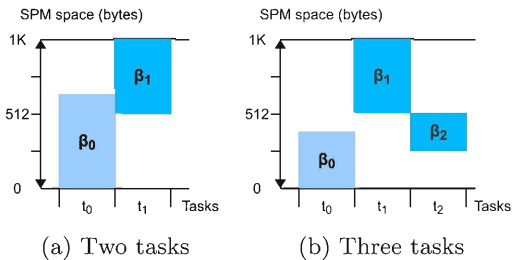 SPM space (bytes)
1K
β1
512
β0
0
t0 t1 Tasks
(a) Two tasks
SPM space (bytes)
1K
β1
512
β2
β0
0
t0 t1 t2 Tasks
(b) Three tasks